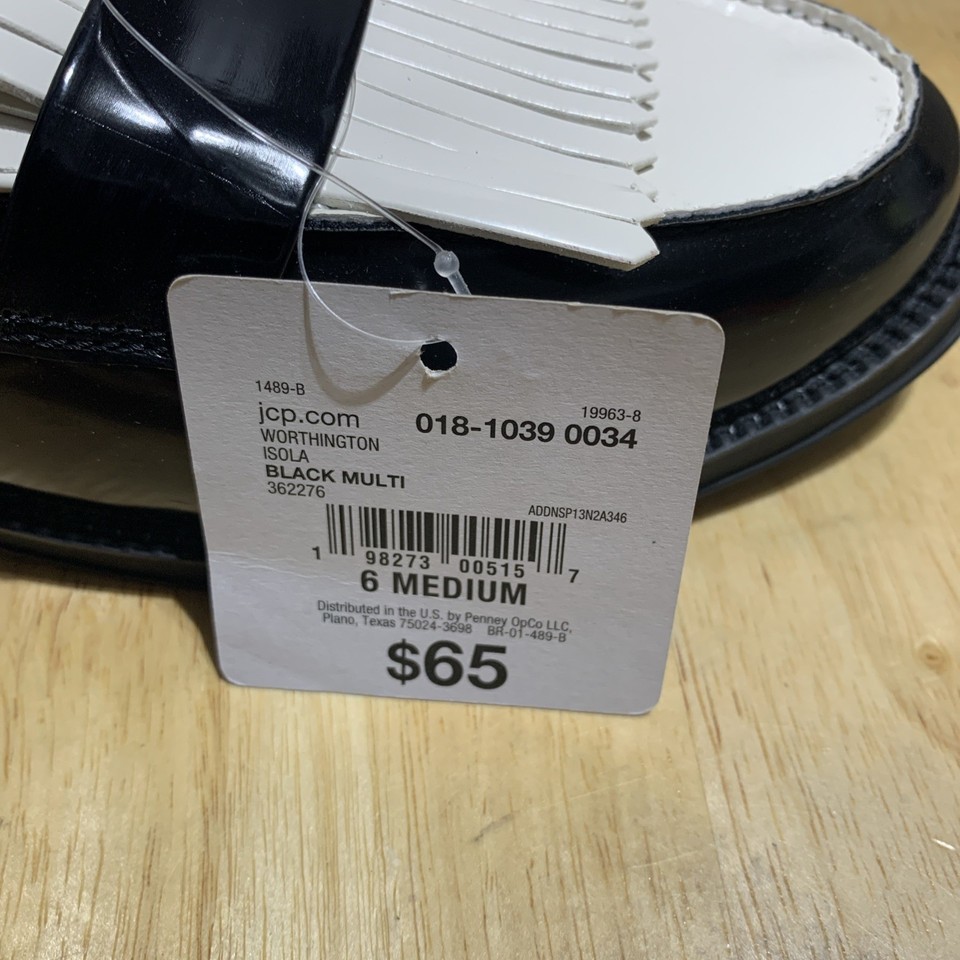 1489-B
19963-8
jcp.com
018-1039 0034
WORTHINGTON
ISOLA
BLACK MULTI
362276
ADDNSP13N2A346
1 98273 00515 7
6 MEDIUM
Distributed in the U.S. by Penney OpCo LLC,
Plano, Texas 75024-3698 BR-01-489-B
$65